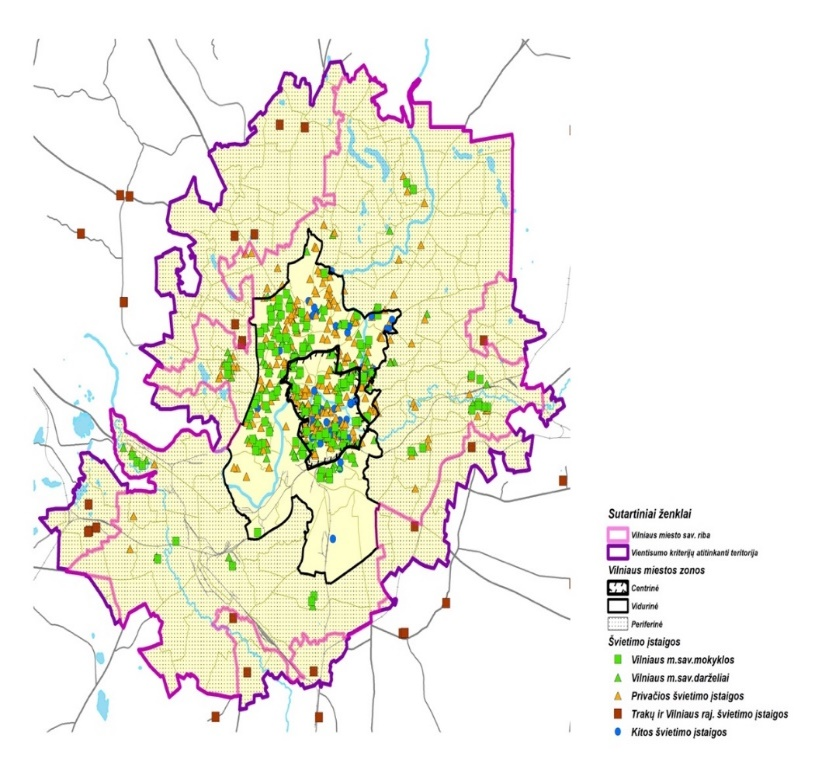 Sutartiniai ženklai
Vilniaus miesto sav. riba
Vientisumo kriterijų atitinkanti teritorija
Vilniaus miestos zonos
Centrinė
Vidurinė
Periferinė
Švietimo įstaigos
Vilniaus m.sav.mokyklos
Vilniaus m.sav.darželiai
Privačios švietimo įstaigos
Trakų ir Vilniaus raj. švietimo įstaigos
Kitos švietimo įstaigos